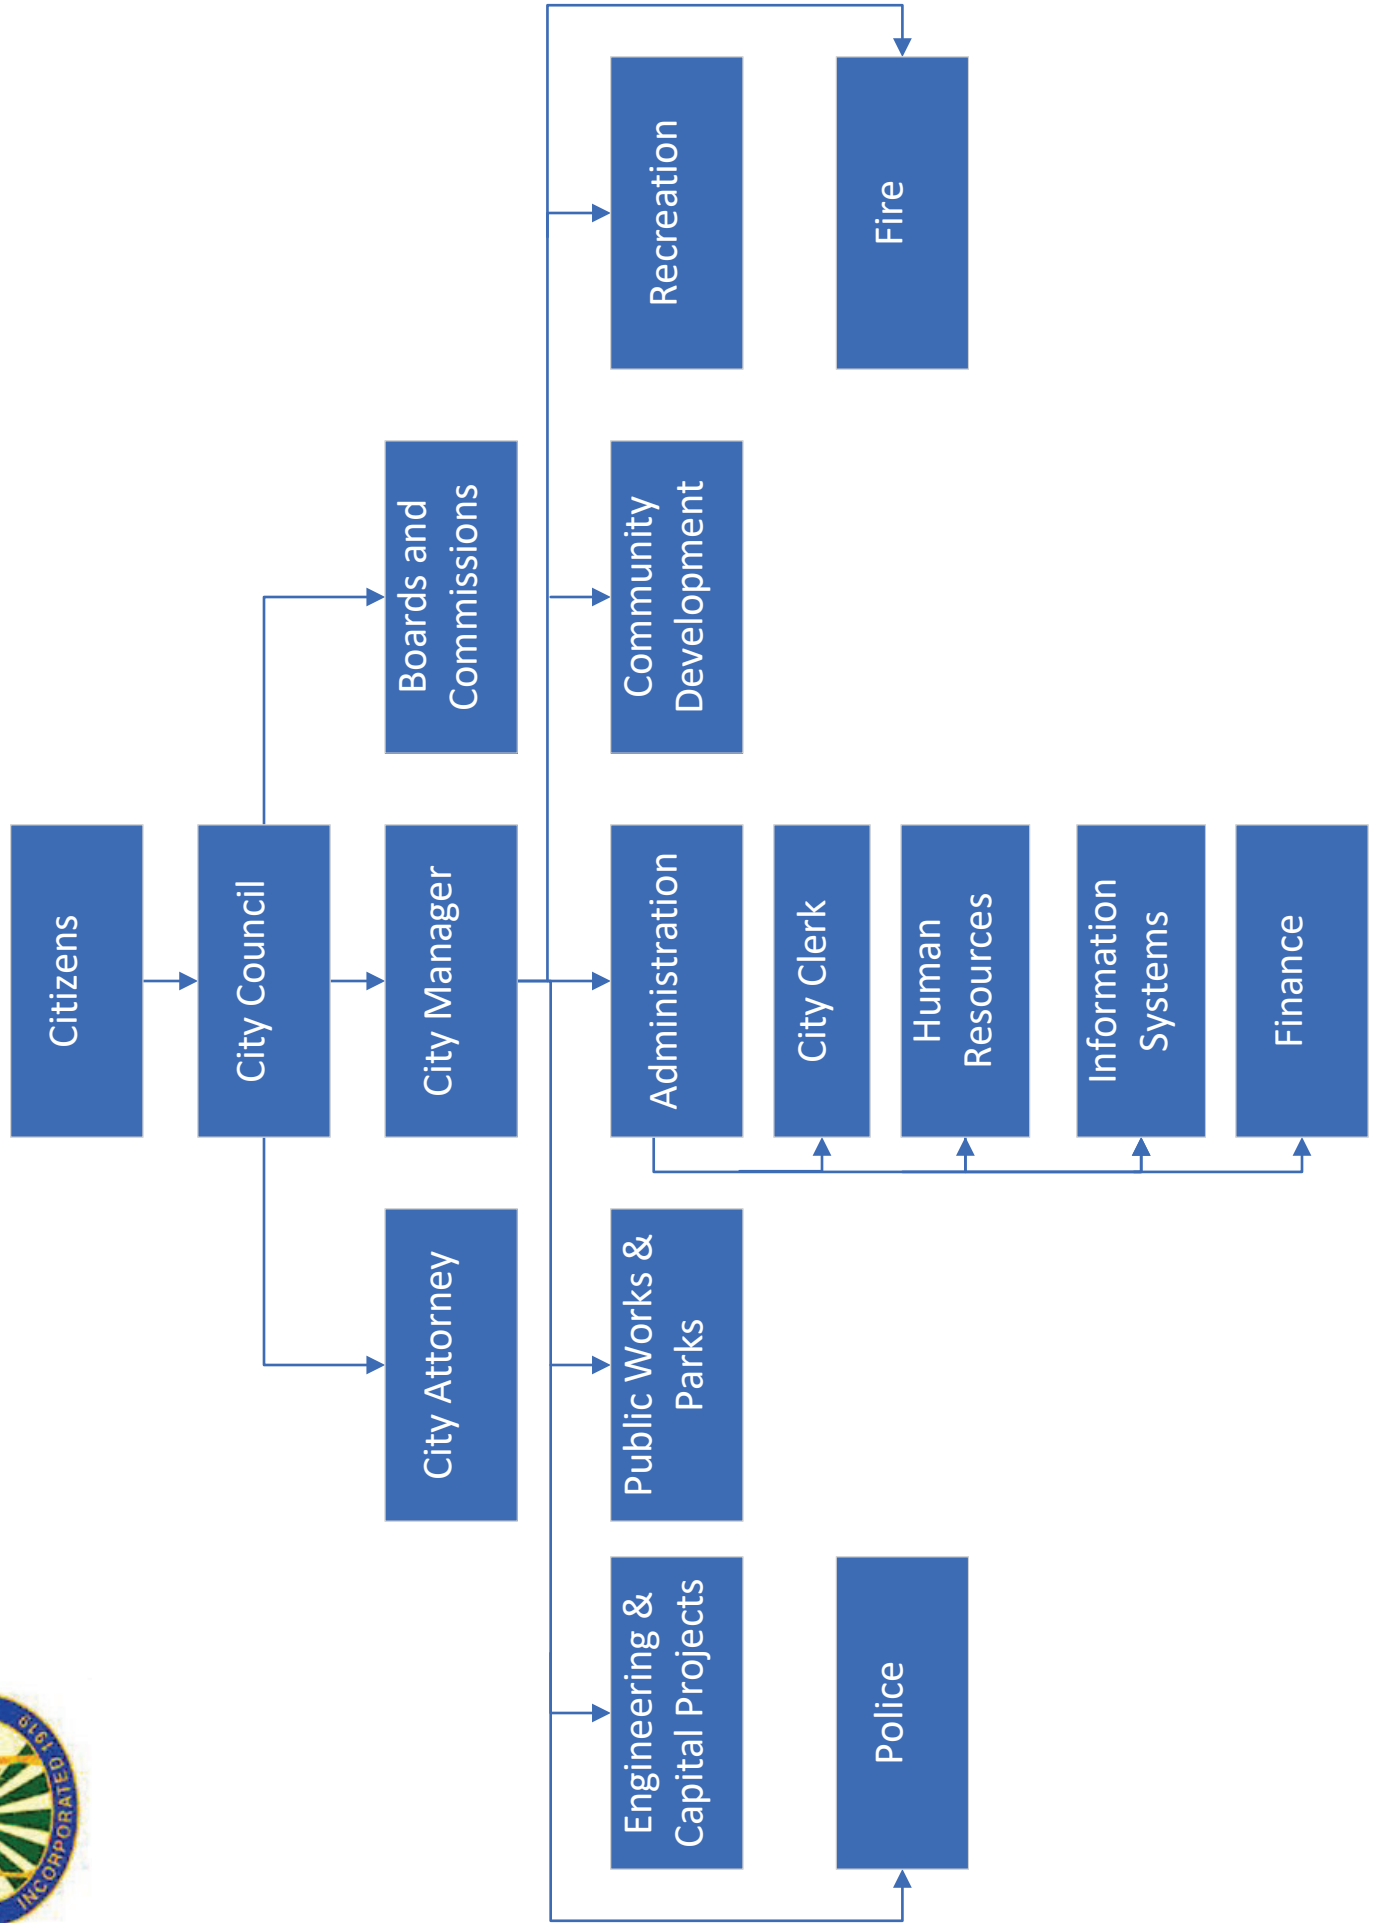 INCORPORATED 1919
Citizens
City Council
City Attorney
City Manager
Boards and
Commissions
Engineering &
Capital Projects
Public Works &
Parks
Administration
Community
Development
Recreation
Police
City Clerk
Fire
Human
Resources
Information
Systems
Finance